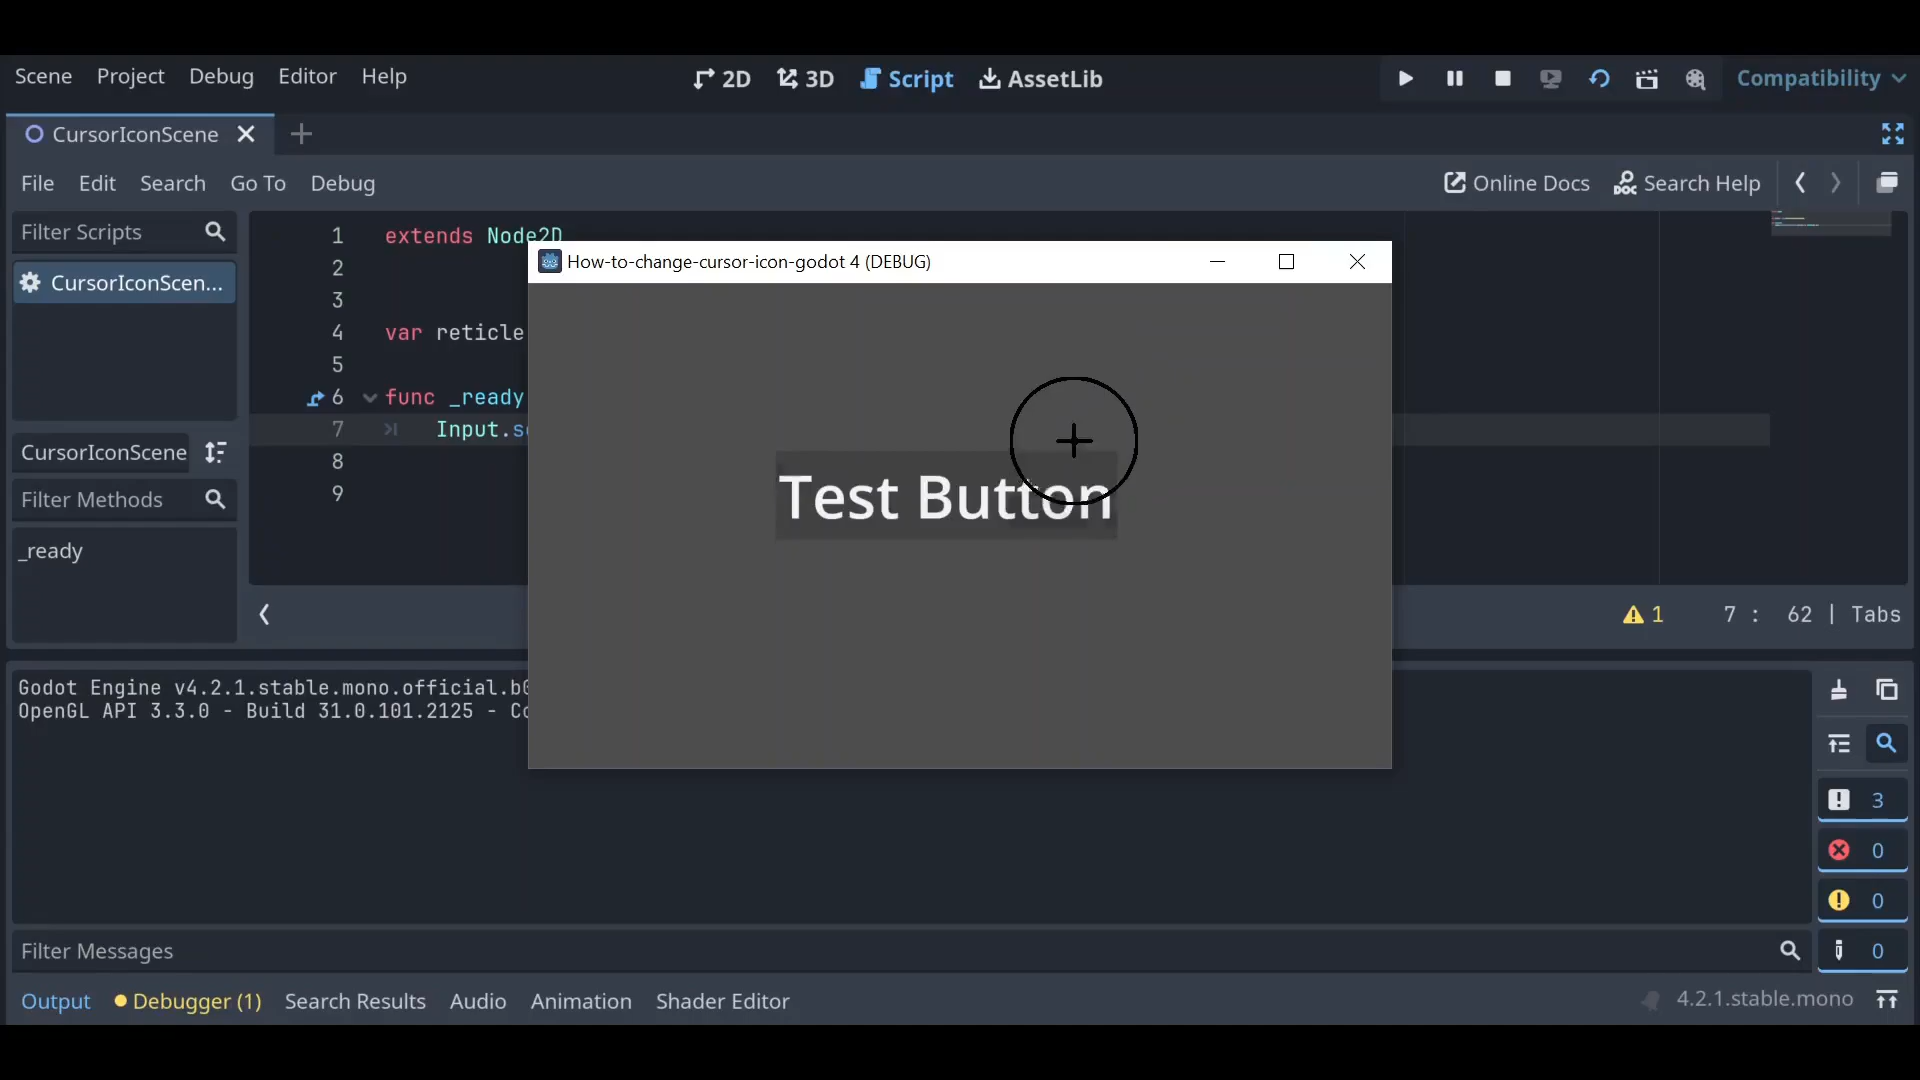 Scene Project Debug Editor Help 2D 3D Script AssetLib Compatibility
CursorIconScene
File Edit Search Go To Debug Online Docs Search Help
Filter Scripts
CursorIconScen...
CursorIconScene
Filter Methods
_ready
1 extends Node2D
2
3
4 var reticle
5
6 func _ready
7 Input.s
8
9
How-to-change-cursor-icon-godot 4 (DEBUG)
Test Button
1 7 : 62 | Tabs
Godot Engine v4.2.1.stable.mono.official.b
OpenGL API 3.3.0 - Build 31.0.101.2125 - C
3
0
0
0
Filter Messages
Output Debugger (1) Search Results Audio Animation Shader Editor 4.2.1.stable.mono